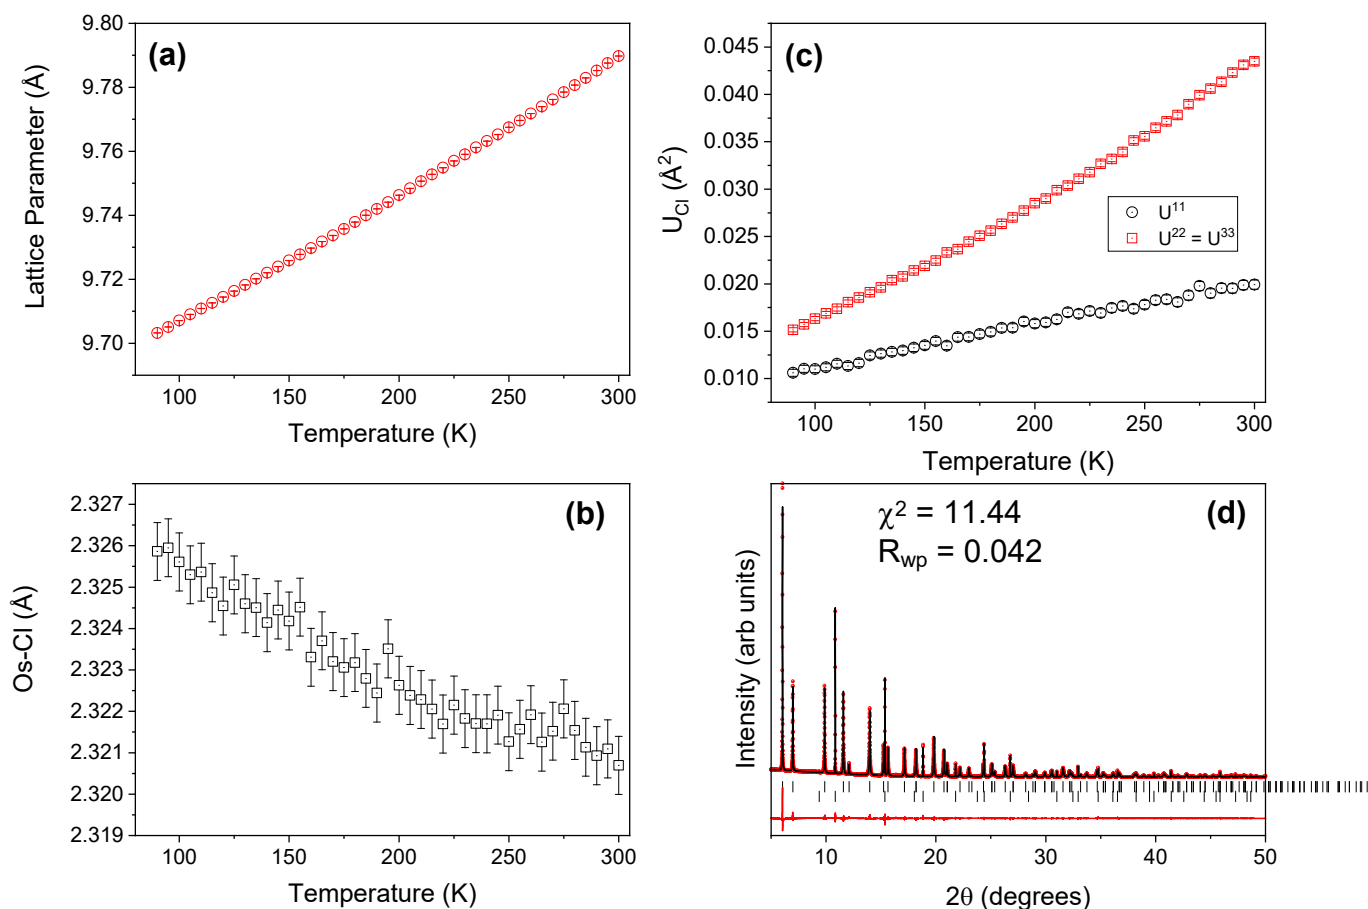 (a)
Lattice Parameter (Å)
9.80
9.78
9.76
9.74
9.72
9.70
100
150
200
250
300
Temperature (K)
(c)
U_Cl (Å²)
0.045
0.040
0.035
0.030
0.025
0.020
0.015
0.010
U¹¹
U²² = U³³
100
150
200
250
300
Temperature (K)
(b)
Os-Cl (Å)
2.327
2.326
2.325
2.324
2.323
2.322
2.321
2.320
2.319
100
150
200
250
300
Temperature (K)
(d)
χ² = 11.44
R_wp = 0.042
Intensity (arb units)
10
20
30
40
50
2θ (degrees)